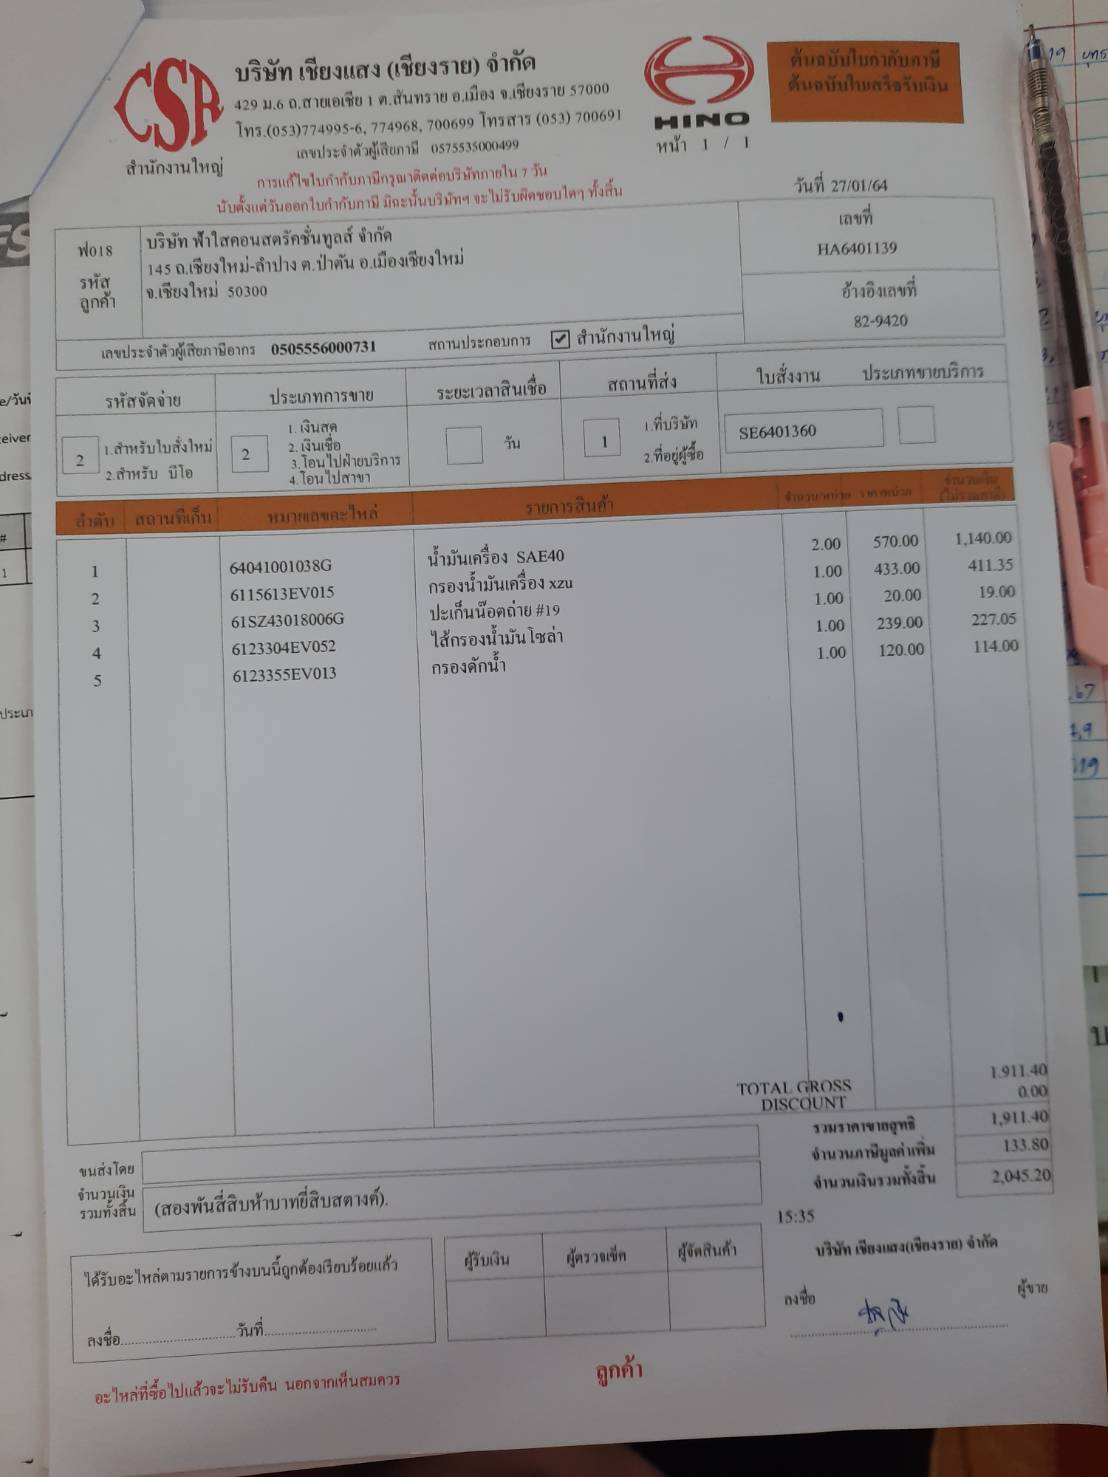 CSR
สำนักงานใหญ่
บริษัท เชียงแสง (เชียงราย) จำกัด
429 ม.6 ถ.สายเอเชีย 1 ต.สันทราย อ.เมือง จ.เชียงราย 57000
โทร.(053)774995-6, 774968, 700699 โทรสาร (053) 700691
เลขประจำตัวผู้เสียภาษี 0575535000499
การแก้ไขใบกำกับภาษีกรุณาติดต่อบริษัทภายใน 7 วัน
นับตั้งแต่วันออกใบกำกับภาษี มิฉะนั้นบริษัทฯ จะไม่รับผิดชอบใดๆ ทั้งสิ้น
HINO
หน้า 1 / 1
ต้นฉบับใบกำกับภาษี
ต้นฉบับใบเสร็จรับเงิน
วันที่ 27/01/64
ฟ018
รหัส
ลูกค้า
บริษัท ฟ้าใสคอนสตรัคชั่นทูลส์ จำกัด
145 ถ.เชียงใหม่-ลำปาง ต.ป่าตัน อ.เมืองเชียงใหม่
จ.เชียงใหม่ 50300
เลขที่
HA6401139
อ้างอิงเลขที่
82-9420
เลขประจำตัวผู้เสียภาษีอากร 0505556000731 สถานประกอบการ ✓ สำนักงานใหญ่
รหัสจัดจ่าย ประเภทการขาย ระยะเวลาสินเชื่อ สถานที่ส่ง ใบสั่งงาน ประเภทขายบริการ
2 1.สำหรับใบสั่งใหม่
2.สำหรับ บีโอ
2 1. เงินสด
2. เงินเชื่อ
3. โอนไปฝ่ายบริการ
4. โอนไปสาขา
วัน
1 1.ที่บริษัท
2.ที่อยู่ผู้ซื้อ
SE6401360
ลำดับ สถานที่เก็บ หมายเลขอะไหล่ รายการสินค้า จำนวนหน่วย ราคาหน่วย จำนวนเงิน
1 64041001038G น้ำมันเครื่อง SAE40 2.00 570.00 1,140.00
2 6115613EV015 กรองน้ำมันเครื่อง xzu 1.00 433.00 411.35
3 61SZ43018006G ปะเก็นน๊อตถ่าย #19 1.00 20.00 19.00
4 6123304EV052 ไส้กรองน้ำมันโซล่า 1.00 239.00 227.05
5 6123355EV013 กรองดักน้ำ 1.00 120.00 114.00
TOTAL GROSS 1,911.40
DISCOUNT 0.00
รวมราคาขายสุทธิ 1,911.40
จำนวนภาษีมูลค่าเพิ่ม 133.80
จำนวนเงินรวมทั้งสิ้น 2,045.20
ขนส่งโดย
จำนวนเงิน
รวมทั้งสิ้น
(สองพันสี่สิบห้าบาทยี่สิบสตางค์).
15:35
ได้รับอะไหล่ตามรายการข้างบนนี้ถูกต้องเรียบร้อยแล้ว
ลงชื่อ วันที่
ผู้รับเงิน ผู้ตรวจเช็ค ผู้จัดสินค้า
บริษัท เชียงแสง(เชียงราย) จำกัด
ลงชื่อ ผู้ขาย
อะไหล่ที่ซื้อไปแล้วจะไม่รับคืน นอกจากเห็นสมควร
ลูกค้า